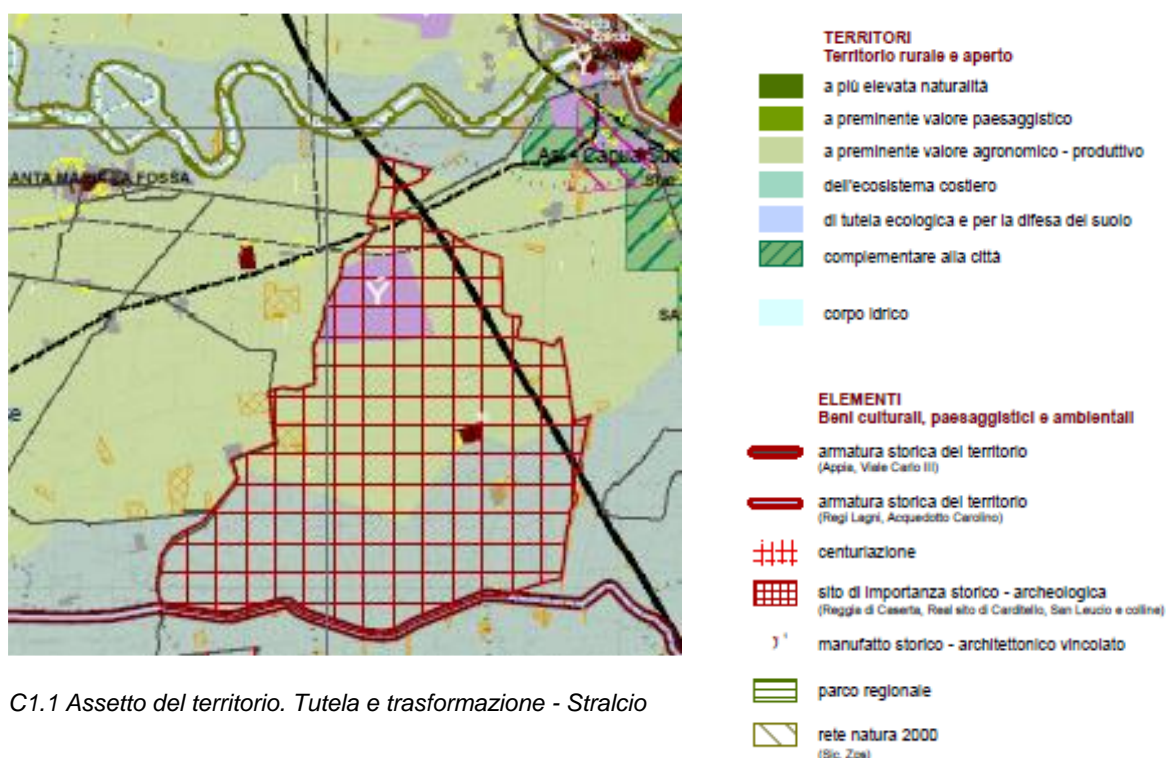 ANTA MARIA LA FOSSA
Asi - Capua Sud
SA
e
C1.1 Assetto del territorio. Tutela e trasformazione - Stralcio
TERRITORI
Territorio rurale e aperto
a più elevata naturalità
a preminente valore paesaggistico
a preminente valore agronomico - produttivo
dell'ecosistema costiero
di tutela ecologica e per la difesa del suolo
complementare alla città
corpo idrico
ELEMENTI
Beni culturali, paesaggistici e ambientali
armatura storica del territorio
(Appia, Viale Carlo III)
armatura storica del territorio
(Regi Lagni, Acquedotto Carolino)
centuriazione
sito di importanza storico - archeologica
(Reggia di Caserta, Real sito di Carditello, San Leucio e colline)
manufatto storico - architettonico vincolato
parco regionale
rete natura 2000
(Sic, Zps)